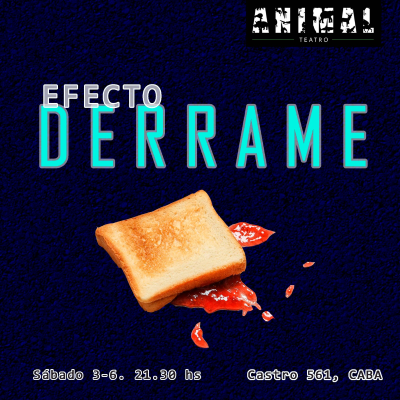 ANIMAL
TEATRO
EFECTO
DERRAME
Sábado 3-6. 21.30 hs
Castro 561, CABA